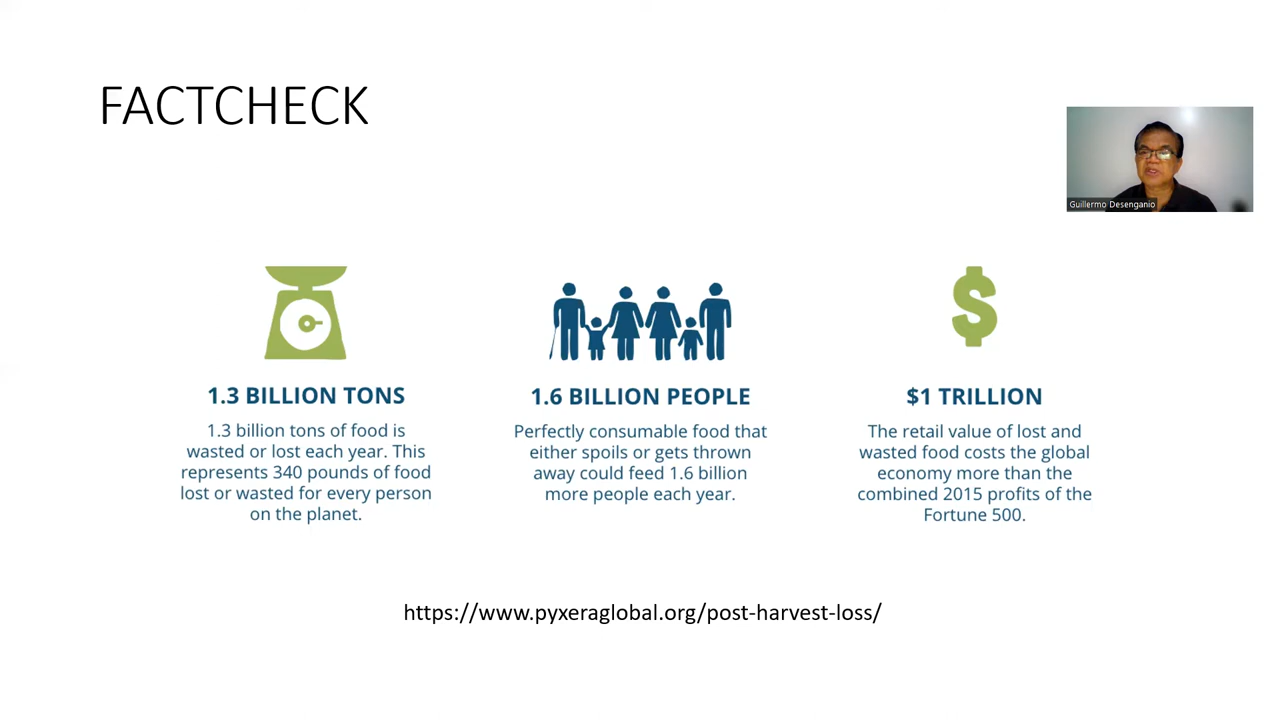 FACTCHECK
Guillermo Desenganio
1.3 BILLION TONS
1.3 billion tons of food is
wasted or lost each year. This
represents 340 pounds of food
lost or wasted for every person
on the planet.
1.6 BILLION PEOPLE
Perfectly consumable food that
either spoils or gets thrown
away could feed 1.6 billion
more people each year.
$1 TRILLION
The retail value of lost and
wasted food costs the global
economy more than the
combined 2015 profits of the
Fortune 500.
https://www.pyxeraglobal.org/post-harvest-loss/